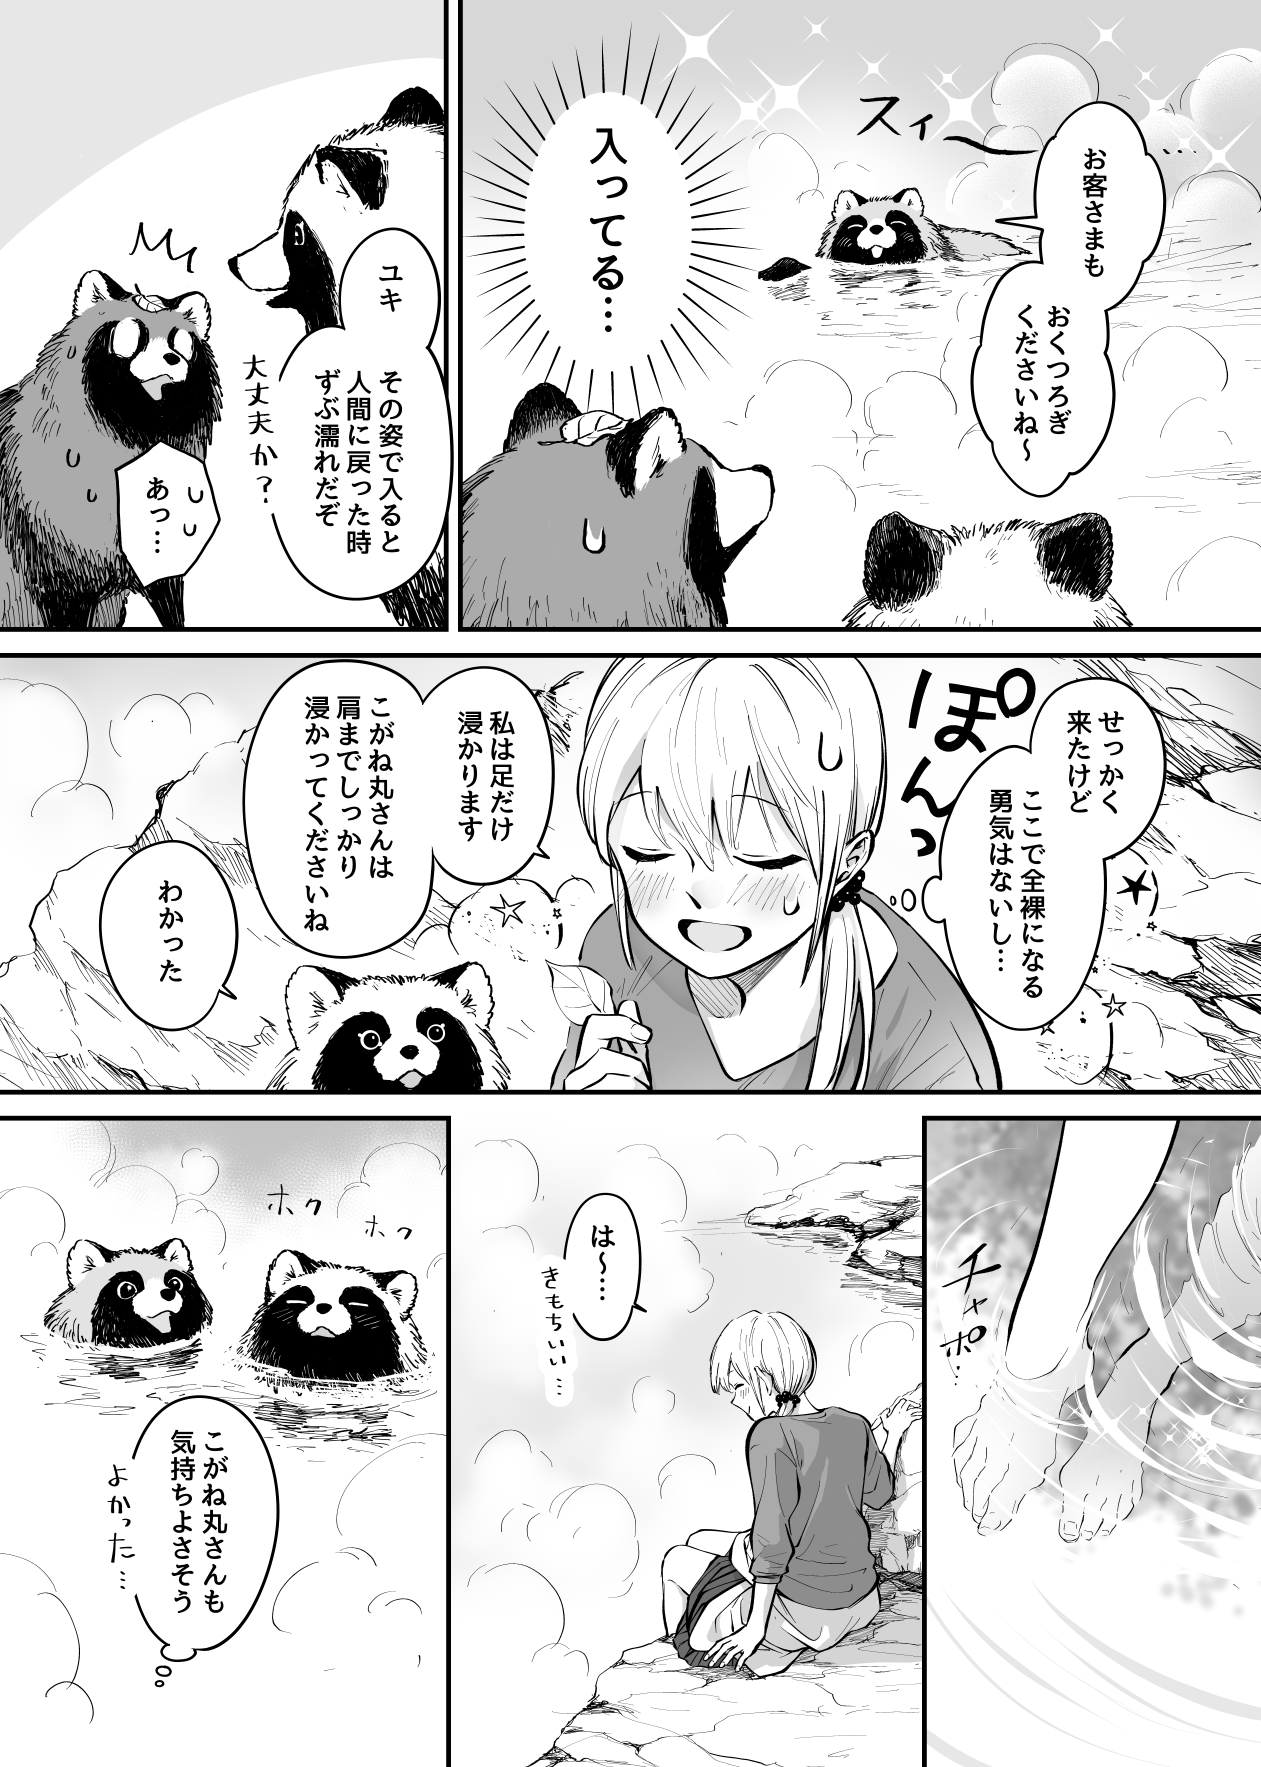 スィ〜…
お客さまも
おくつろぎ
くださいね〜
入ってる…
ユキ
その姿で入ると
人間に戻った時
ずぶ濡れだぞ
大丈夫か?
あっ…
せっかく
来たけど
ここで全裸になる
勇気はないし…
ぽんっ
私は足だけ
浸かります
こがね丸さんは
肩までしっかり
浸かってくださいね
わかった
チャポ…
は〜…
きもちいい…
ホク
ホク
こがね丸さんも
気持ちよさそう
よかった…